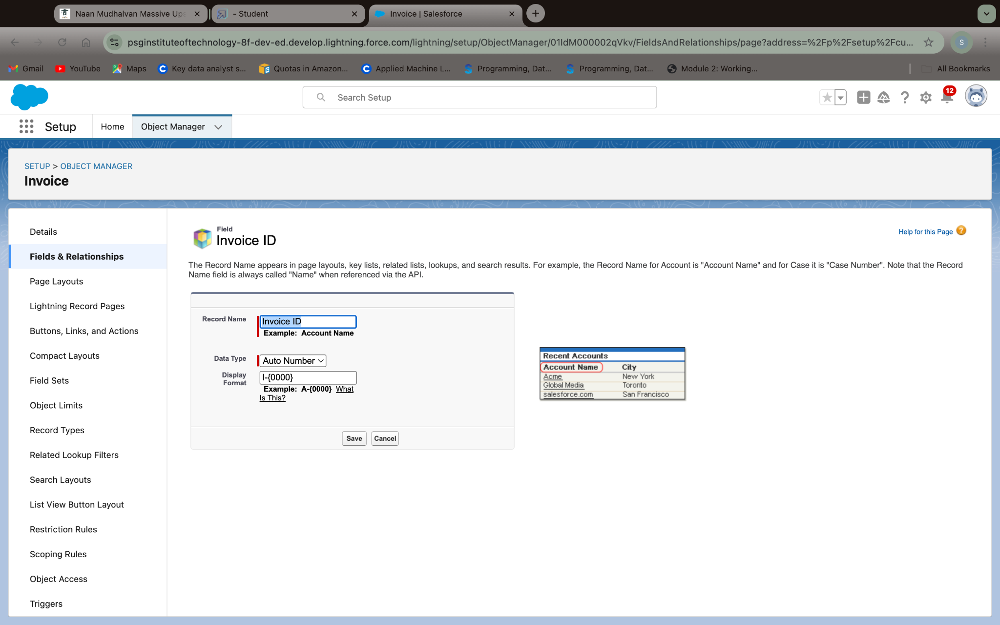 Naan Mudhalvan Massive Ups
- Student
Invoice | Salesforce
psginstituteoftechnology-8f-dev-ed.develop.lightning.force.com/lightning/setup/ObjectManager/01IdM000002qVkv/FieldsAndRelationships/page?address=%2Fp%2Fsetup%2Fcu...
S
Gmail
YouTube
Maps
Key data analyst s...
Quotas in Amazon...
Applied Machine L...
Programming, Dat...
Programming, Dat...
Module 2: Working...
All Bookmarks
Search Setup
12
Setup
Home
Object Manager
SETUP > OBJECT MANAGER
Invoice
Details
Fields & Relationships
Page Layouts
Lightning Record Pages
Buttons, Links, and Actions
Compact Layouts
Field Sets
Object Limits
Record Types
Related Lookup Filters
Search Layouts
List View Button Layout
Restriction Rules
Scoping Rules
Object Access
Triggers
Field
Invoice ID
Help for this Page
The Record Name appears in page layouts, key lists, related lists, lookups, and search results. For example, the Record Name for Account is "Account Name" and for Case it is "Case Number". Note that the Record
Name field is always called "Name" when referenced via the API.
Record Name
Invoice ID
Example: Account Name
Data Type
Auto Number
Display
Format
I-{0000}
Example: A-{0000} What
Is This?
Save
Cancel
Recent Accounts
Account Name City
Acme New York
Global Media Toronto
salesforce.com San Francisco